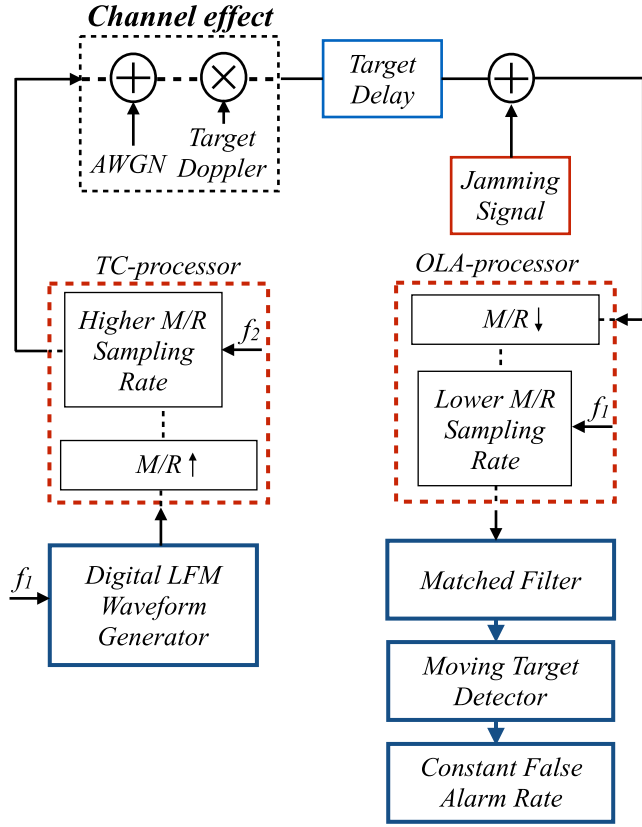 Channel effect
AWGN
Target
Doppler
Target
Delay
Jamming
Signal
TC-processor
Higher M/R
Sampling
Rate
f2
M/R ↑
f1
Digital LFM
Waveform
Generator
OLA-processor
M/R ↓
Lower M/R
Sampling
Rate
f1
Matched Filter
Moving Target
Detector
Constant False
Alarm Rate